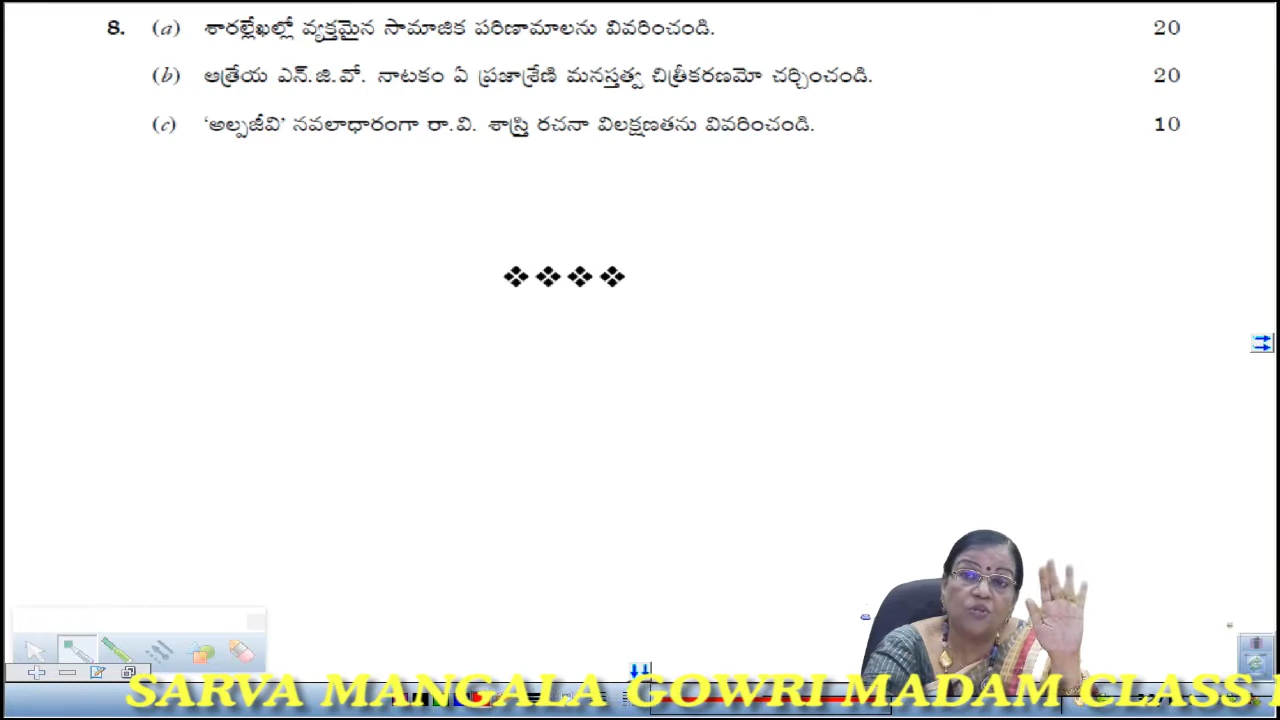 8. (a) శారల్లేఖల్లో వ్యక్తమైన సామాజిక పరిణామాలను వివరించండి. 20
(b) ఆత్రేయ ఎన్.జి.వో. నాటకం ఏ ప్రజాశ్రేణి మనస్తత్వ చిత్రీకరణమో చర్చించండి. 20
(c) 'అల్పజీవి' నవలాధారంగా రా.వి. శాస్త్రి రచనా విలక్షణతను వివరించండి. 10
SARVA MANGALA GOWRI MADAM CLASS